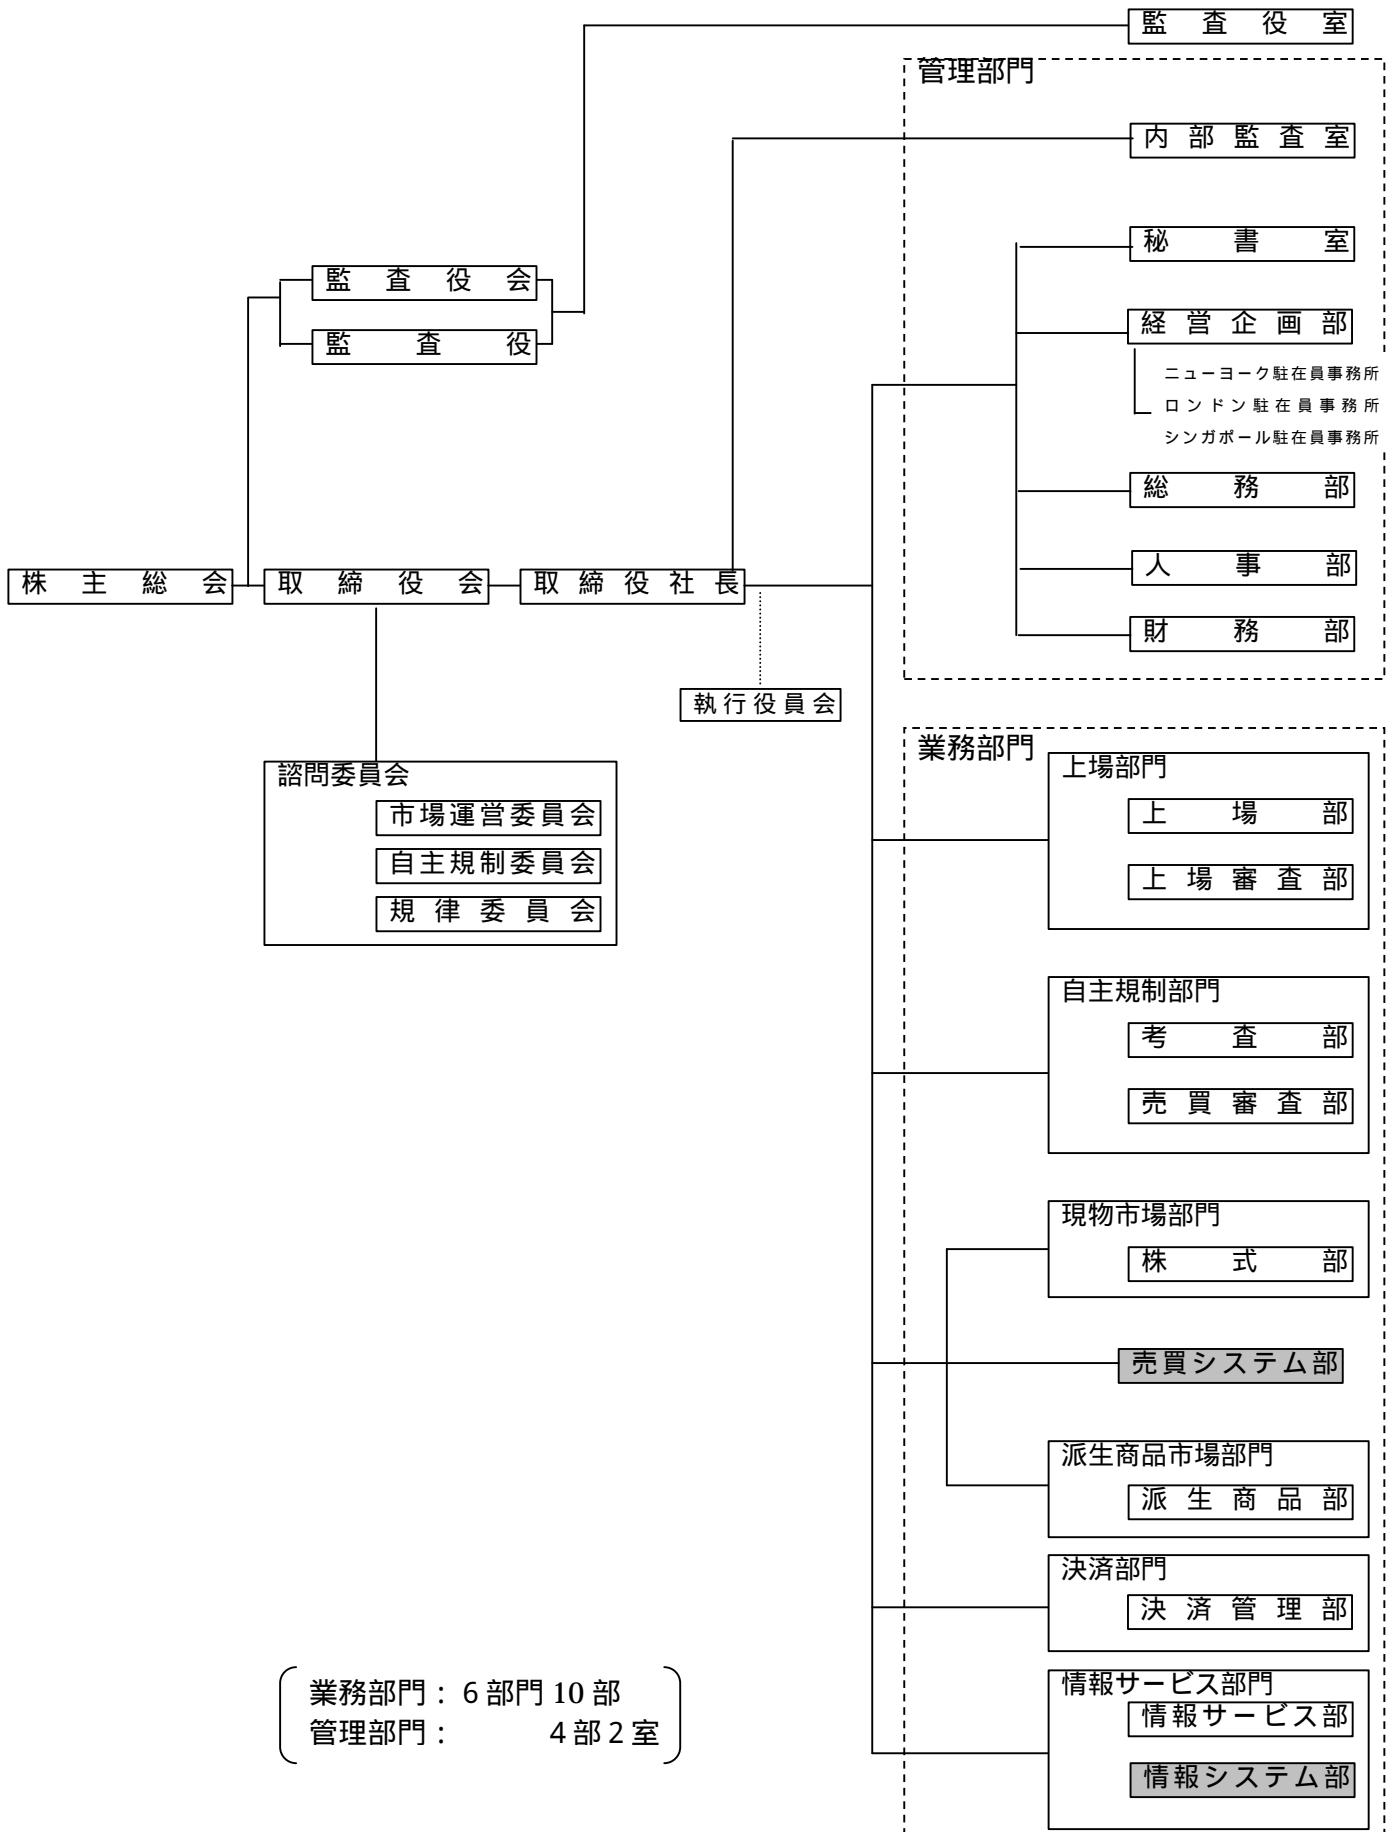 監査役室
管理部門
内部監査室
秘書室
監査役会
経営企画部
監査役
ニューヨーク駐在員事務所
ロンドン駐在員事務所
シンガポール駐在員事務所
総務部
人事部
株主総会
取締役会
取締役社長
財務部
執行役員会
業務部門
上場部門
諮問委員会
市場運営委員会
上場部
自主規制委員会
上場審査部
規律委員会
自主規制部門
考査部
売買審査部
現物市場部門
株式部
売買システム部
派生商品市場部門
派生商品部
決済部門
決済管理部
業務部門：６部門 10 部
管理部門：　　　４部２室
情報サービス部門
情報サービス部
情報システム部